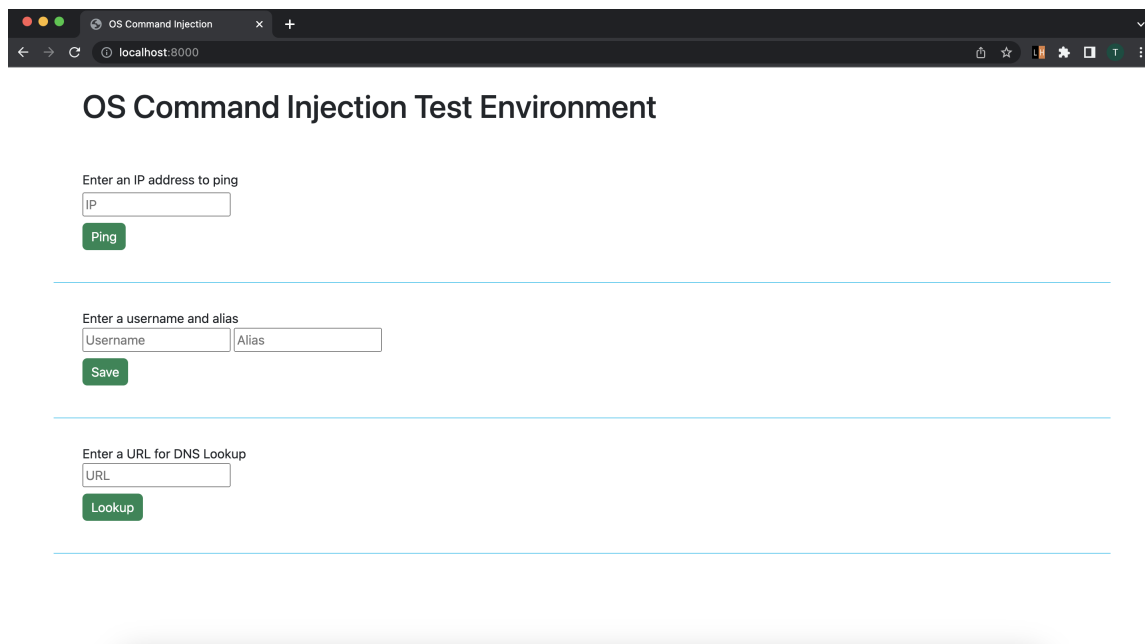 OS Command Injection
localhost:8000
LH
T
OS Command Injection Test Environment
Enter an IP address to ping
IP
Ping
Enter a username and alias
Username Alias
Save
Enter a URL for DNS Lookup
URL
Lookup